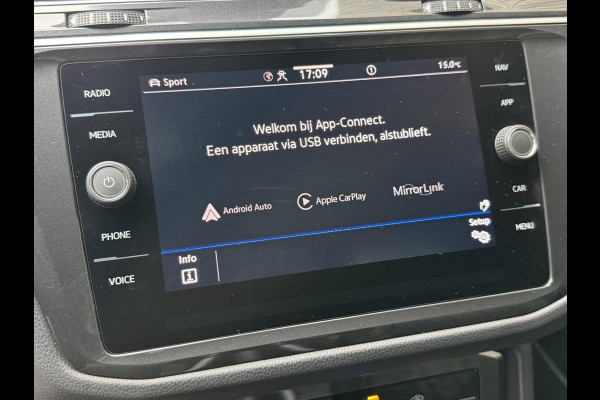 RADIO
MEDIA
PHONE
VOICE
Sport
17:09
15.0°C
Welkom bij App-Connect.
Een apparaat via USB verbinden, alstublieft.
Android Auto
Apple CarPlay
MirrorLink
Info
Setup
NAV
APP
CAR
MENU